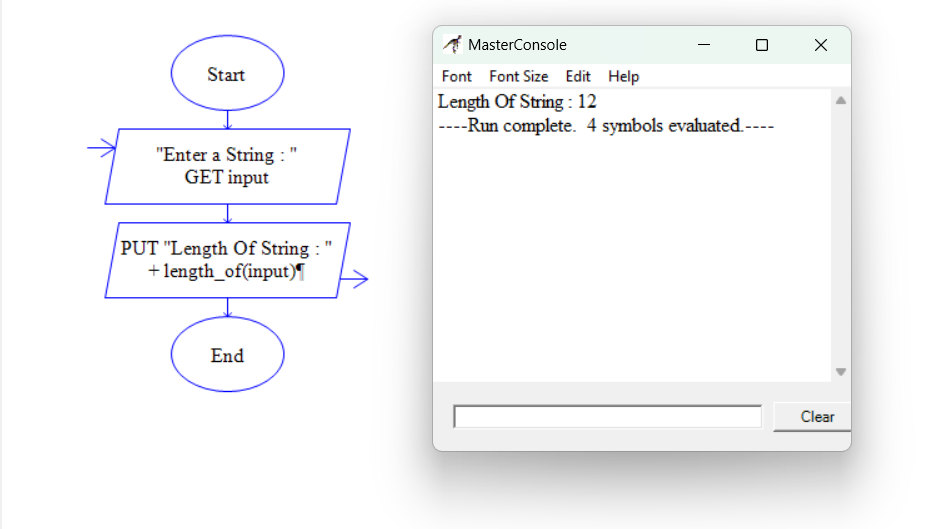 Start
"Enter a String : "
GET input
PUT "Length Of String : "
+ length_of(input)¶
End
MasterConsole
Font Font Size Edit Help
Length Of String : 12
----Run complete.  4 symbols evaluated.----
Clear